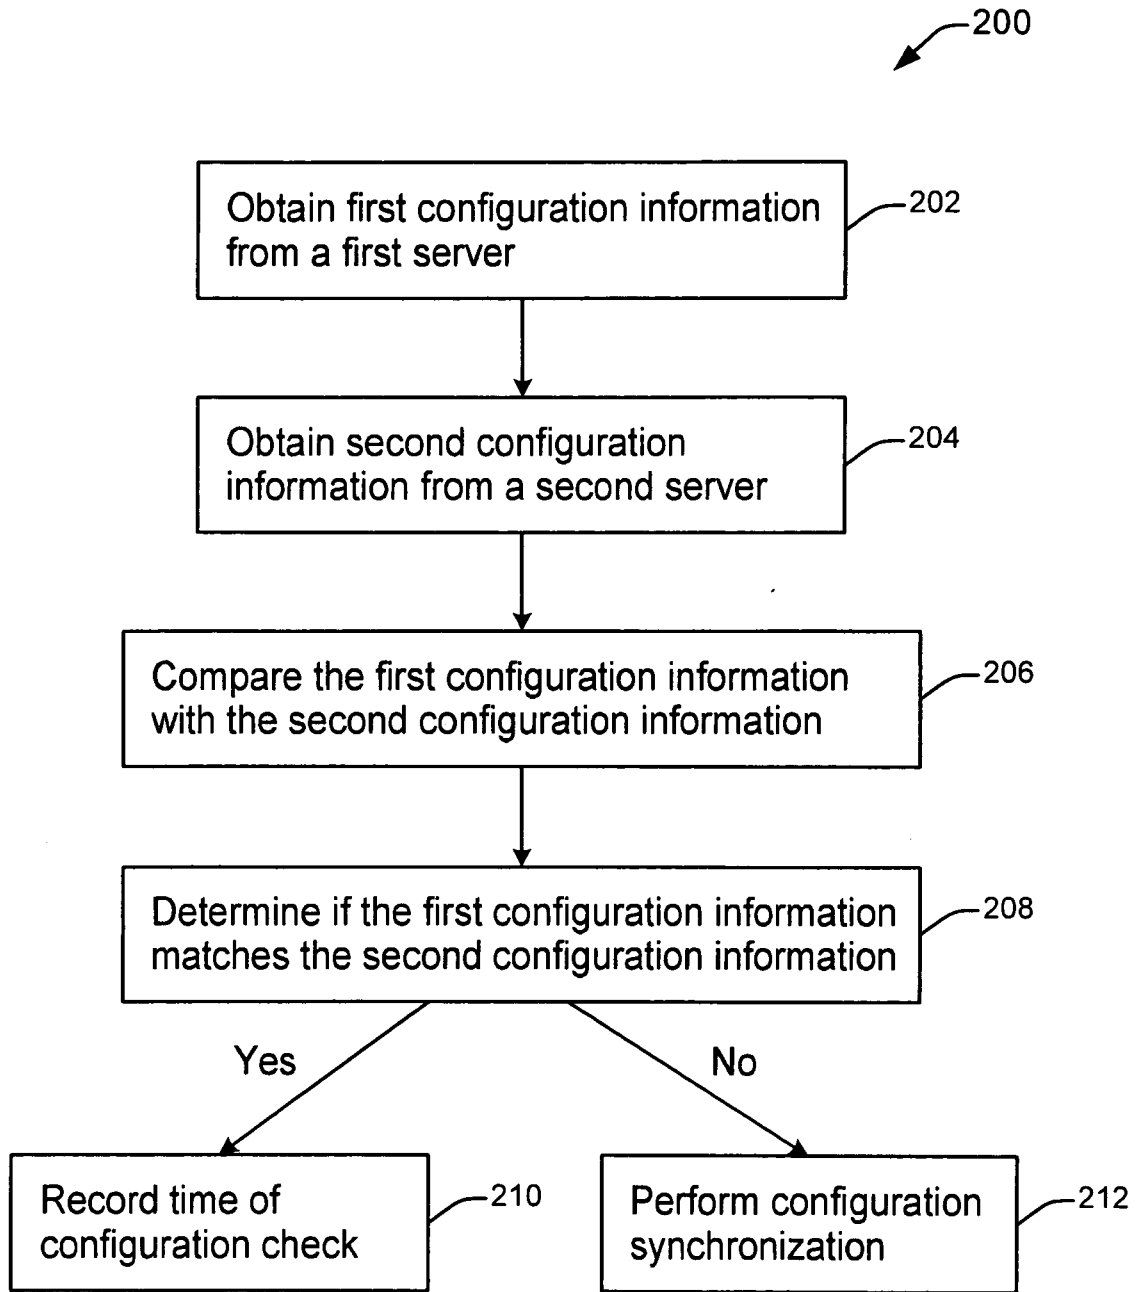 200
Obtain first configuration information
from a first server
202
Obtain second configuration
information from a second server
204
Compare the first configuration information
with the second configuration information
206
Determine if the first configuration information
matches the second configuration information
208
Yes
No
Record time of
configuration check
210
Perform configuration
synchronization
212